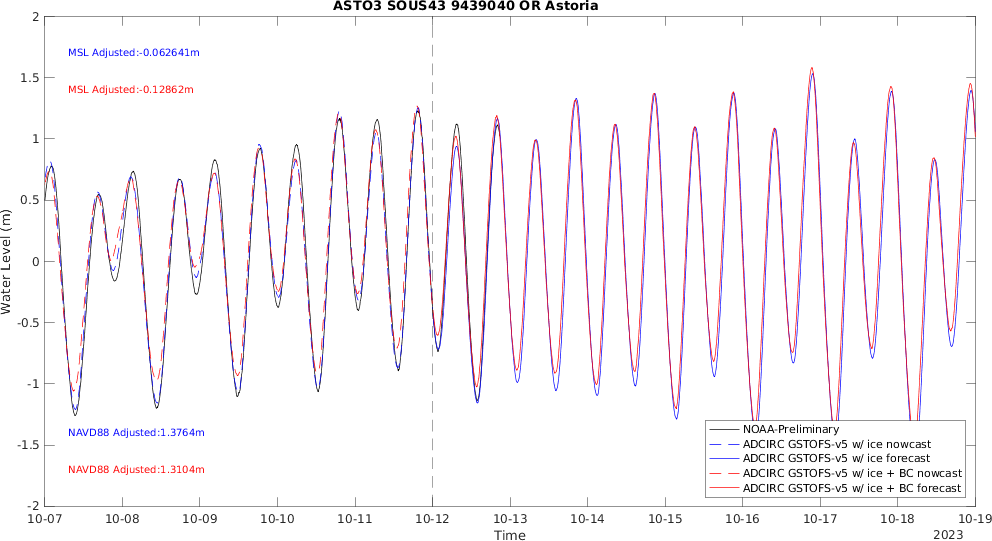 ASTO3 SOUS43 9439040 OR Astoria
MSL Adjusted:-0.062641m
MSL Adjusted:-0.12862m
NAVD88 Adjusted:1.3764m
NAVD88 Adjusted:1.3104m
Water Level (m)
2
1.5
1
0.5
0
-0.5
-1
-1.5
-2
NOAA-Preliminary
ADCIRC GSTOFS-v5 w/ ice nowcast
ADCIRC GSTOFS-v5 w/ ice forecast
ADCIRC GSTOFS-v5 w/ ice + BC nowcast
ADCIRC GSTOFS-v5 w/ ice + BC forecast
10-07 10-08 10-09 10-10 10-11 10-12 10-13 10-14 10-15 10-16 10-17 10-18 10-19
Time
2023